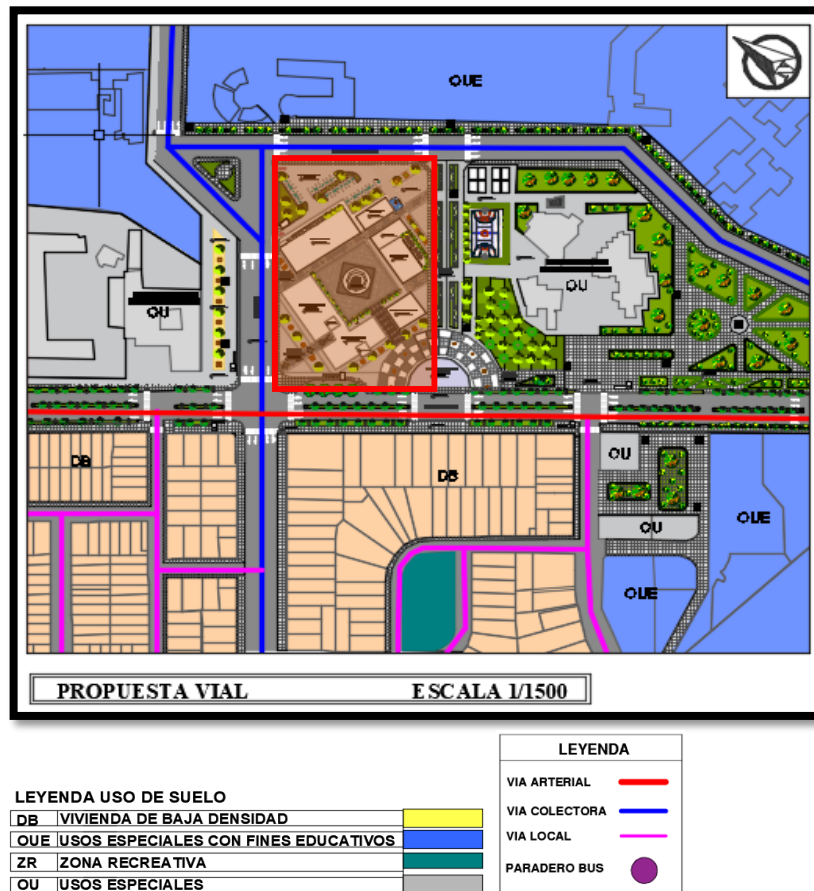 OUE
OU
OU
DB
DB
OU
OU
OUE
OUE
PROPUESTA VIAL ESCALA 1/1500
LEYENDA
VIA ARTERIAL
VIA COLECTORA
VIA LOCAL
PARADERO BUS
LEYENDA USO DE SUELO
DB VIVIENDA DE BAJA DENSIDAD
OUE USOS ESPECIALES CON FINES EDUCATIVOS
ZR ZONA RECREATIVA
OU USOS ESPECIALES